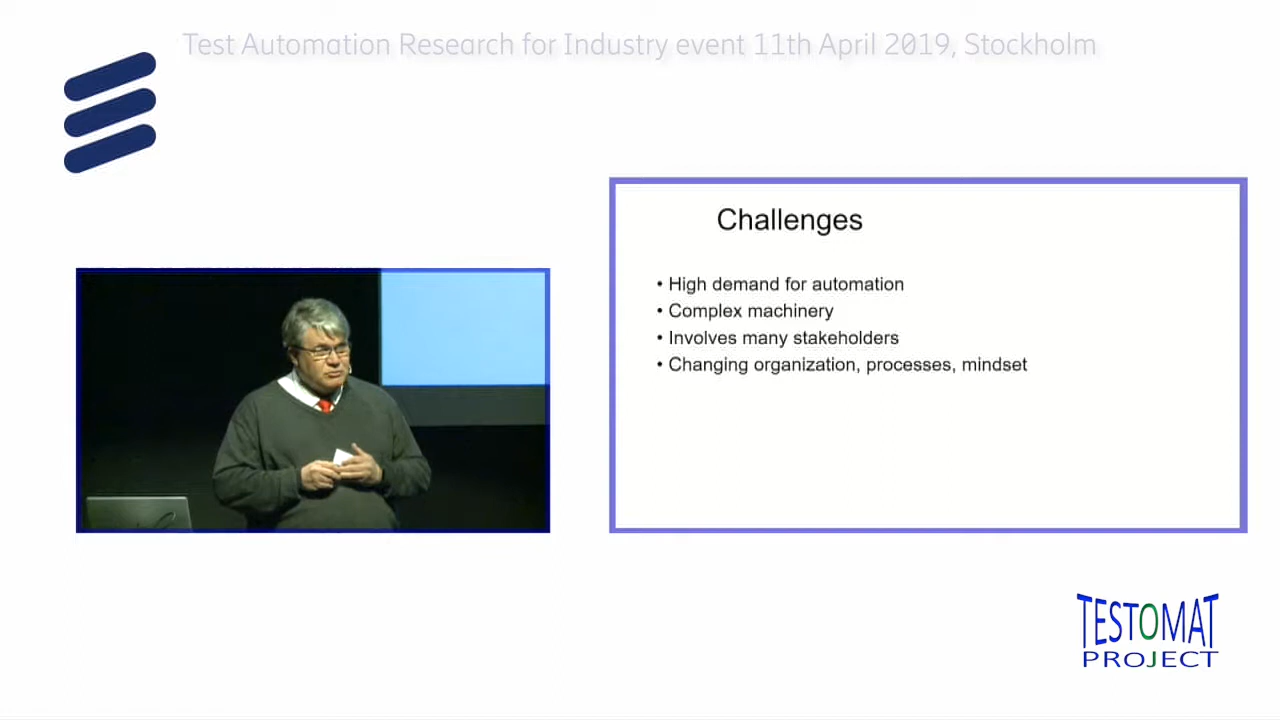 Test Automation Research for Industry event 11th April 2019, Stockholm
Challenges
• High demand for automation
• Complex machinery
• Involves many stakeholders
• Changing organization, processes, mindset
TESTOMAT
PROJECT